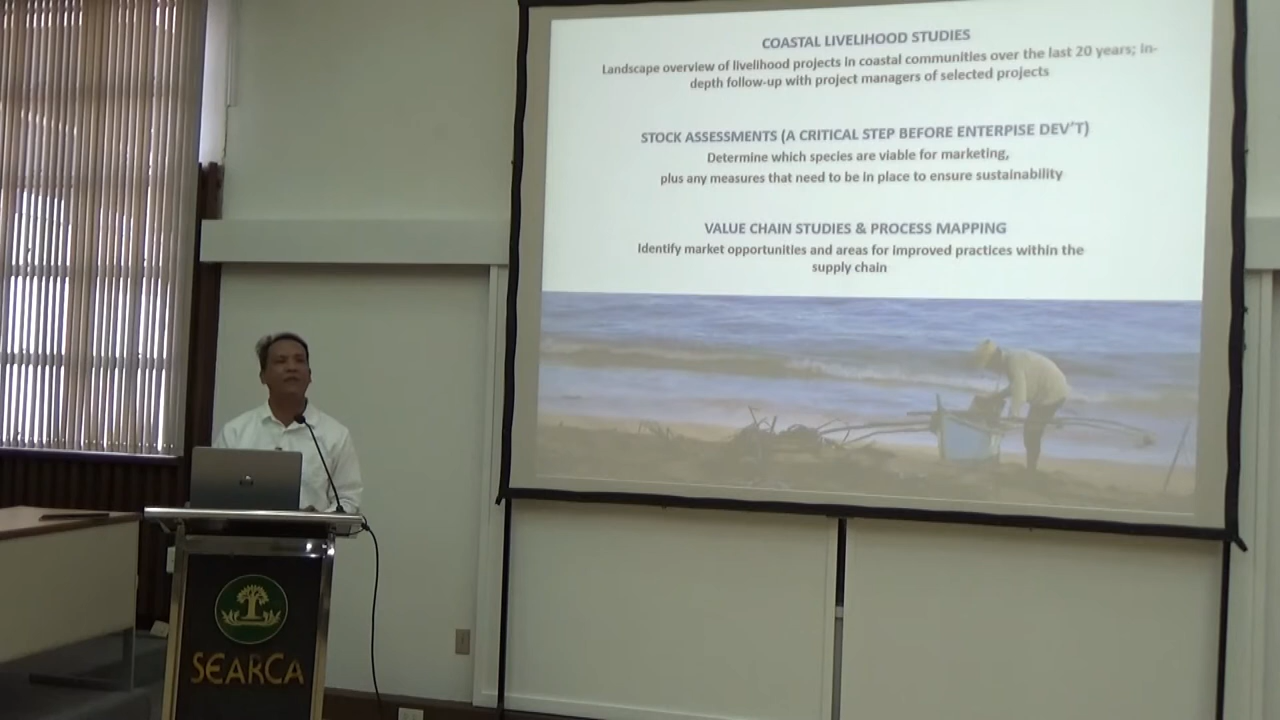 COASTAL LIVELIHOOD STUDIES
Landscape overview of livelihood projects in coastal communities over the last 20 years; in-
depth follow-up with project managers of selected projects
STOCK ASSESSMENTS (A CRITICAL STEP BEFORE ENTERPISE DEV'T)
Determine which species are viable for marketing,
plus any measures that need to be in place to ensure sustainability
VALUE CHAIN STUDIES & PROCESS MAPPING
Identify market opportunities and areas for improved practices within the
supply chain
SEARCA